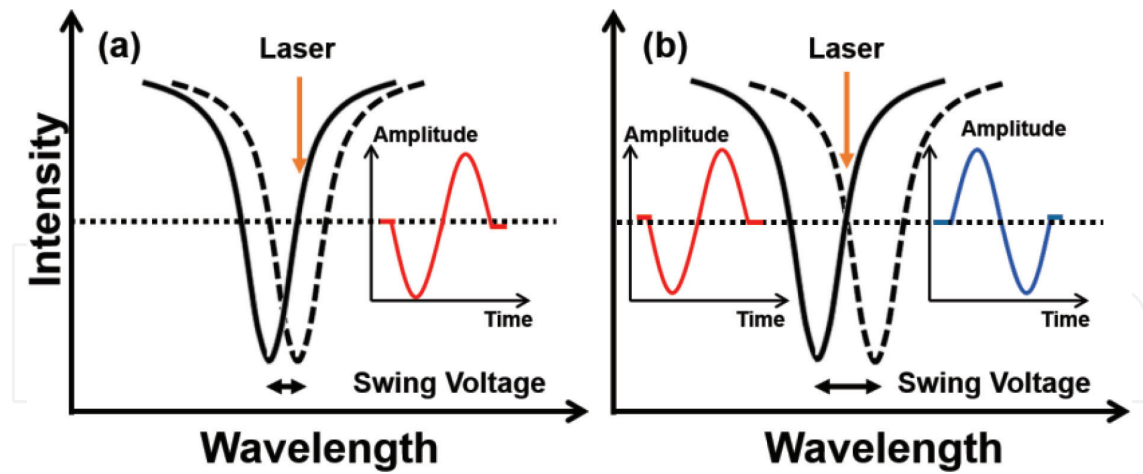 (a)
Laser
Intensity
Amplitude
Time
Swing Voltage
Wavelength
(b)
Laser
Amplitude
Time
Amplitude
Time
Swing Voltage
Wavelength